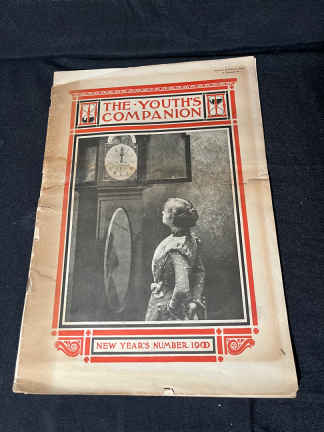 THE · YOUTH'S
COMPANION
NEW YEAR'S NUMBER 1900